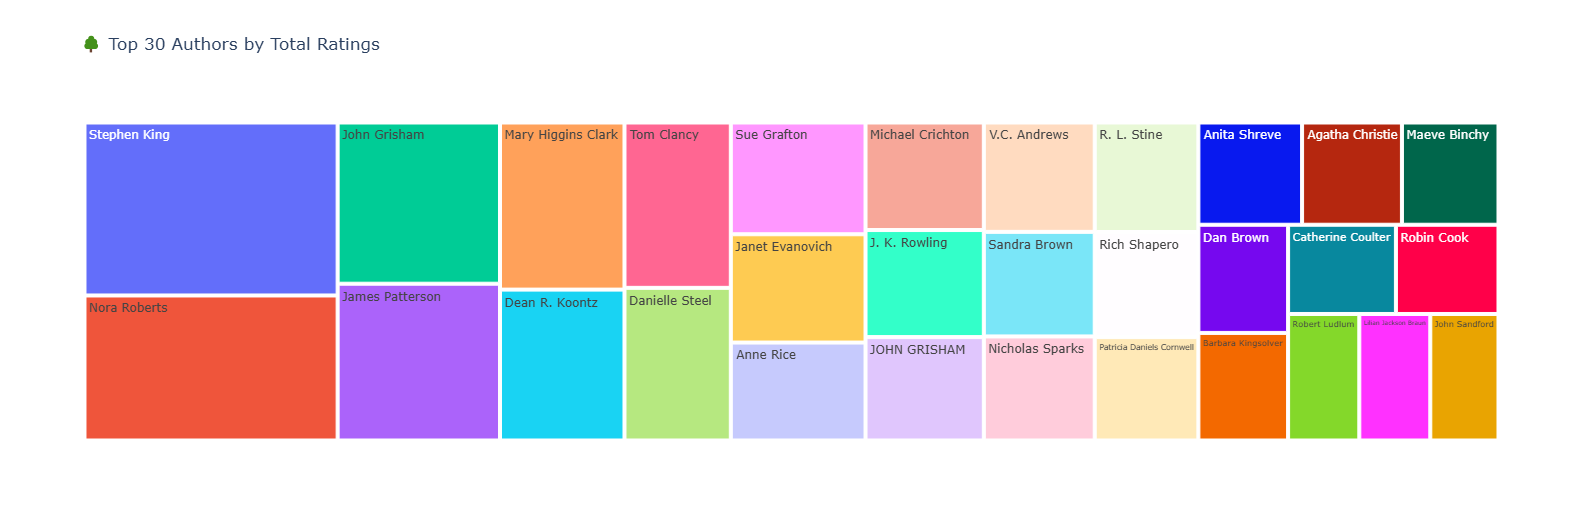 Top 30 Authors by Total Ratings
Stephen King
Nora Roberts
John Grisham
James Patterson
Mary Higgins Clark
Dean R. Koontz
Tom Clancy
Danielle Steel
Sue Grafton
Janet Evanovich
Anne Rice
Michael Crichton
J. K. Rowling
JOHN GRISHAM
V.C. Andrews
Sandra Brown
Nicholas Sparks
R. L. Stine
Rich Shapero
Patricia Daniels Cornwell
Anita Shreve
Agatha Christie
Maeve Binchy
Dan Brown
Barbara Kingsolver
Catherine Coulter
Robin Cook
Robert Ludlum
Lilian Jackson Braun
John Sandford